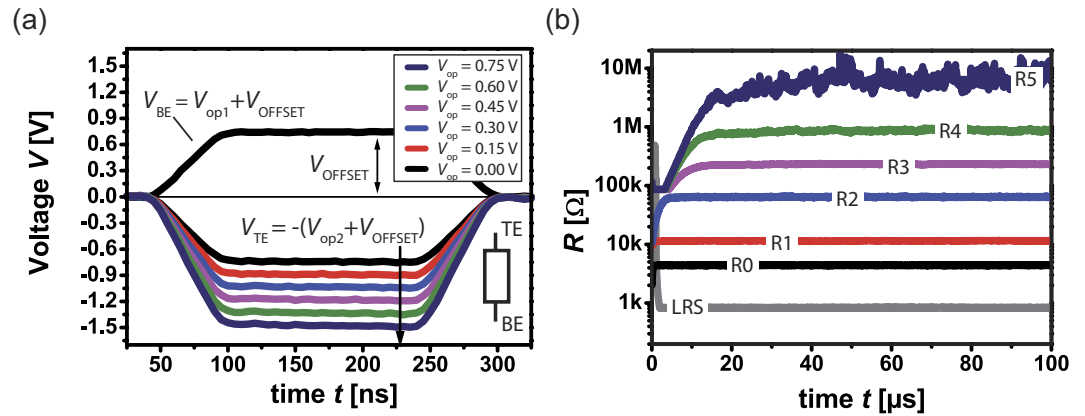 (a)
Voltage V [V]
1.5
1.2
0.9
0.6
0.3
0.0
-0.3
-0.6
-0.9
-1.2
-1.5
V_BE = V_op1+V_OFFSET
V_OFFSET
V_op = 0.75 V
V_op = 0.60 V
V_op = 0.45 V
V_op = 0.30 V
V_op = 0.15 V
V_op = 0.00 V
V_TE = -(V_op2+V_OFFSET)
TE
BE
50 100 150 200 250 300
time t [ns]
(b)
R [Ω]
10M
1M
100k
10k
1k
R5
R4
R3
R2
R1
R0
LRS
0 20 40 60 80 100
time t [µs]